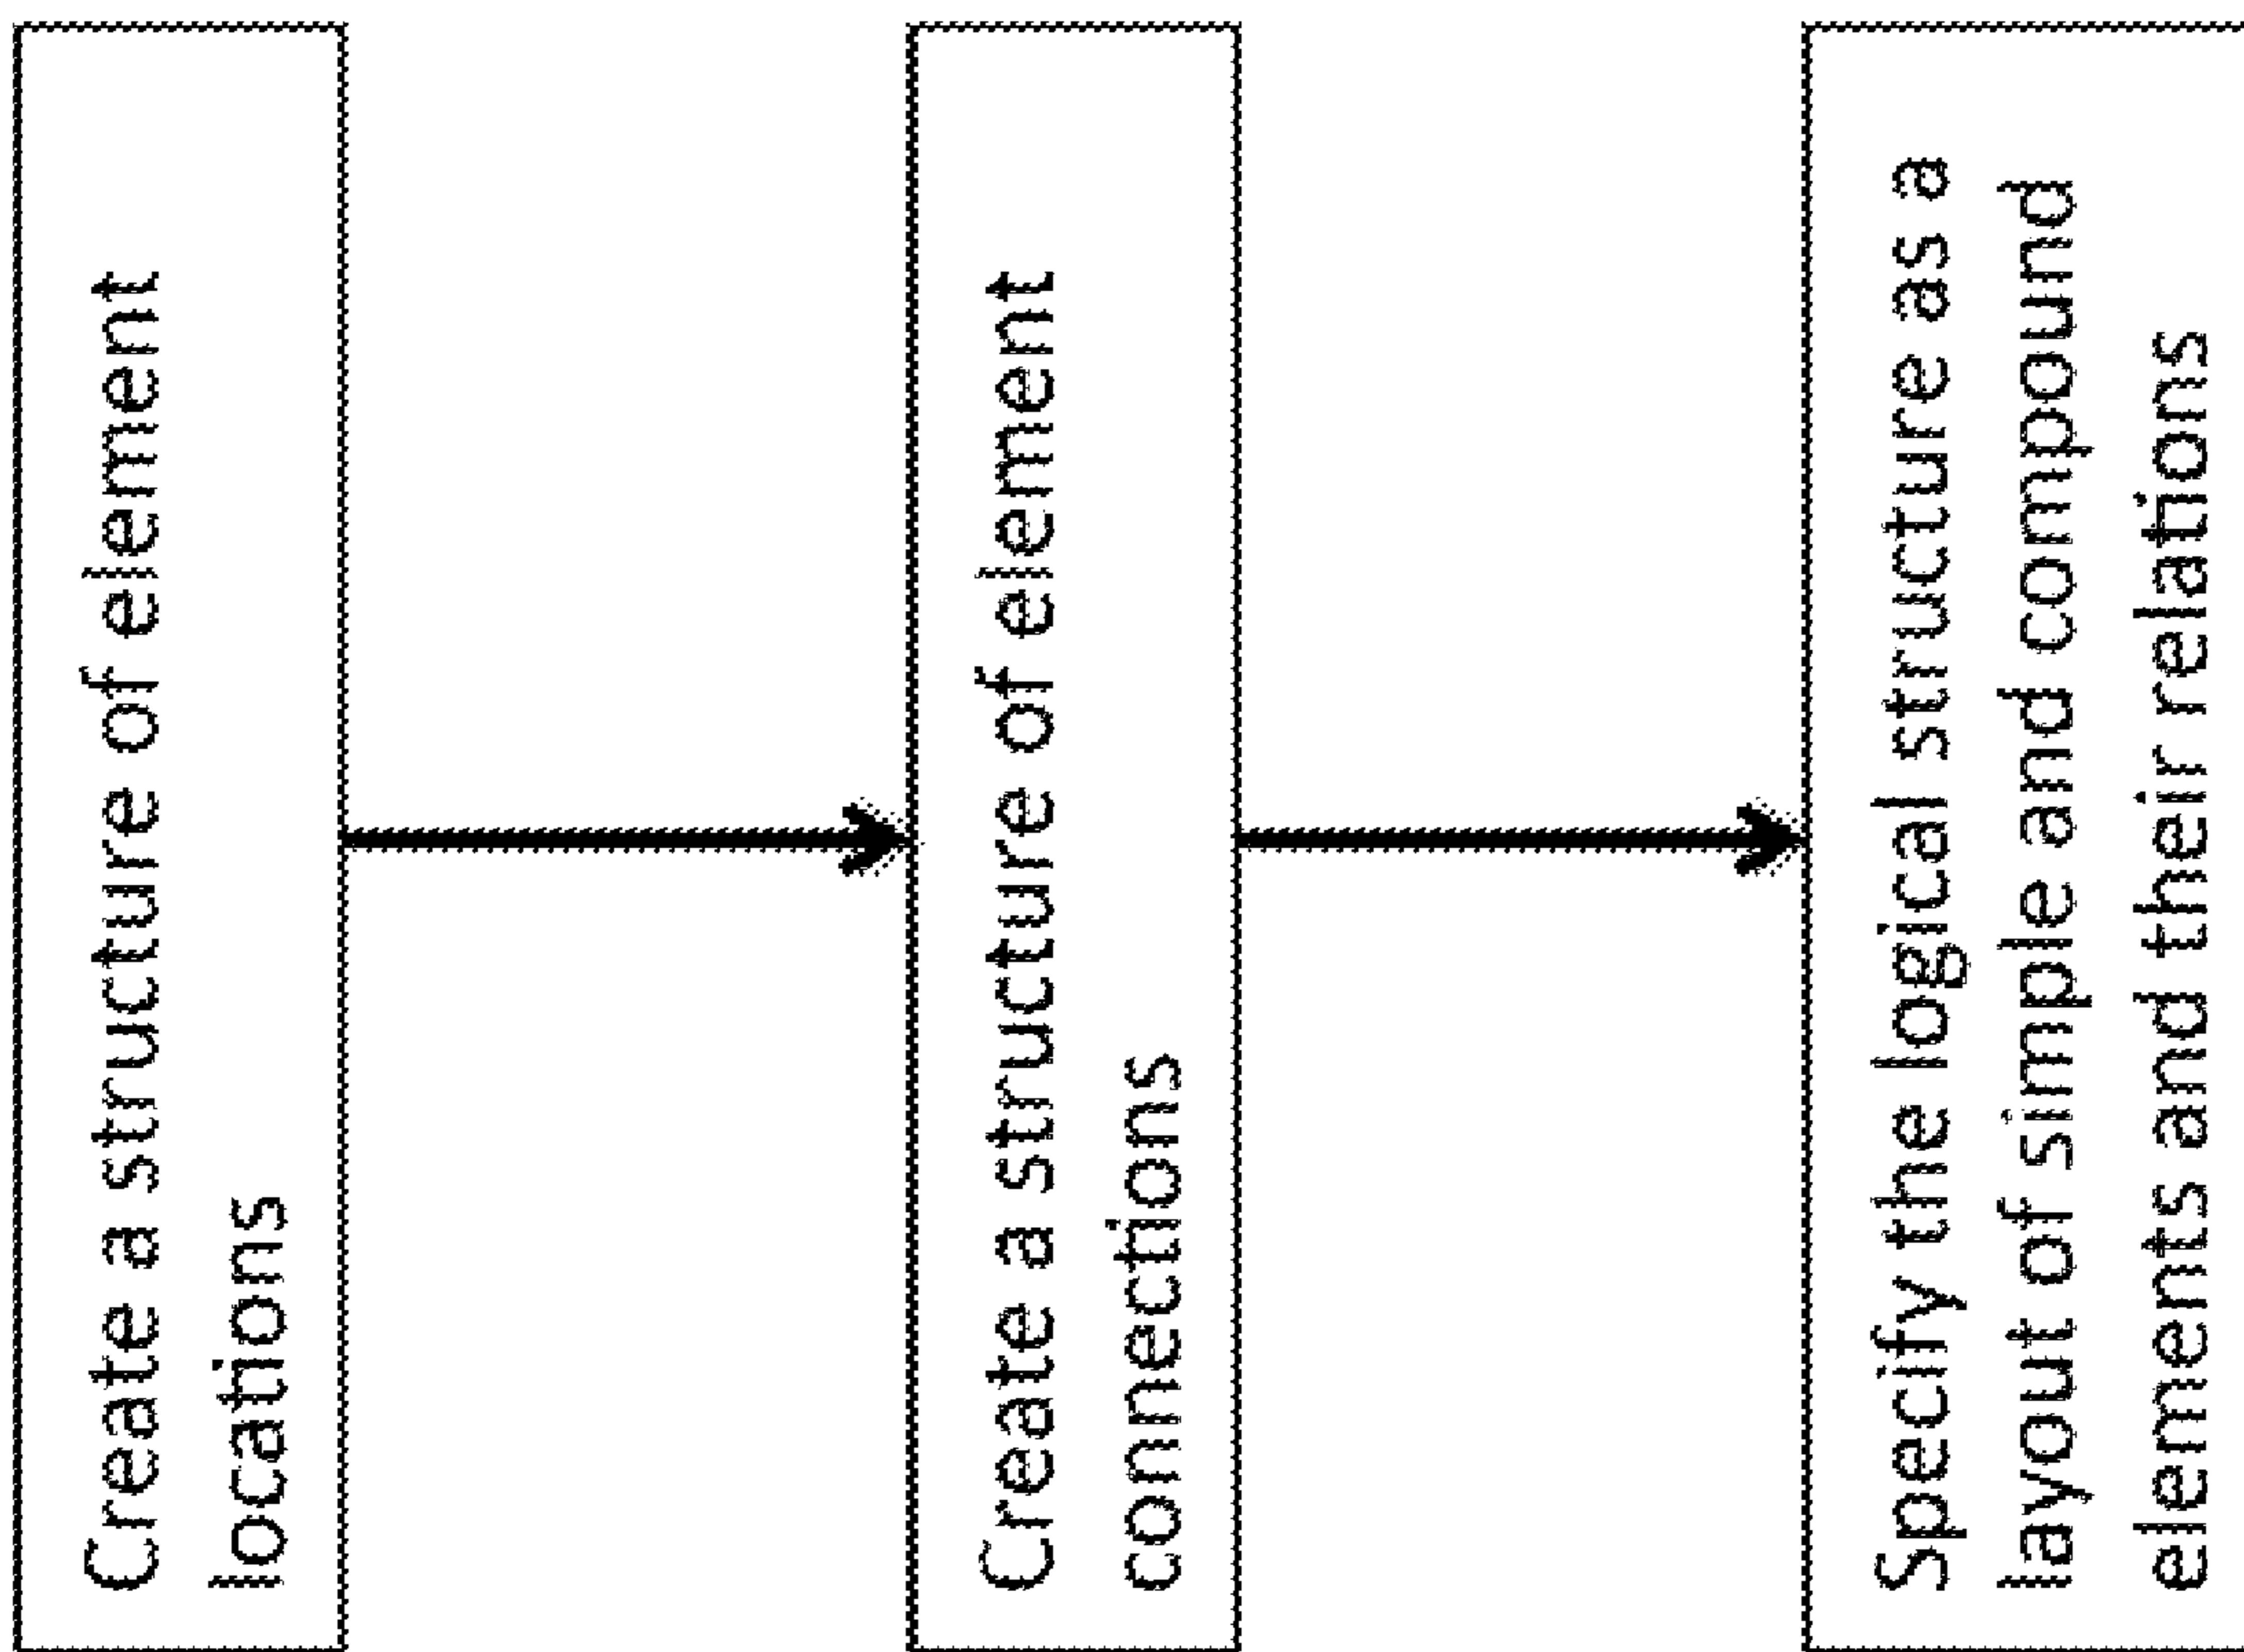 Create a structure of element
locations
Create a structure of element
connections
Specify the logical structure as a
layout of simple and compound
elements and their relations